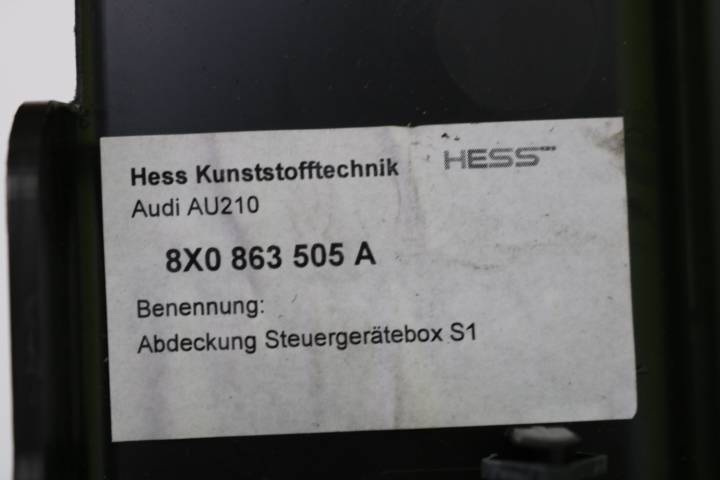 Hess Kunststofftechnik
HESS
Audi AU210
8X0 863 505 A
Benennung:
Abdeckung Steuergerätebox S1